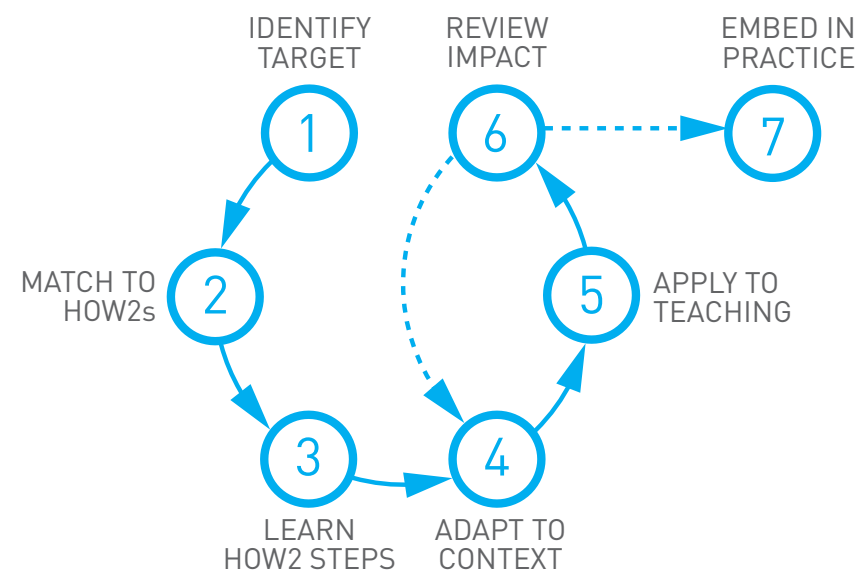 IDENTIFY
TARGET
1
MATCH TO
HOW2s
2
3
LEARN
HOW2 STEPS
4
ADAPT TO
CONTEXT
5
APPLY TO
TEACHING
REVIEW
IMPACT
6
EMBED IN
PRACTICE
7